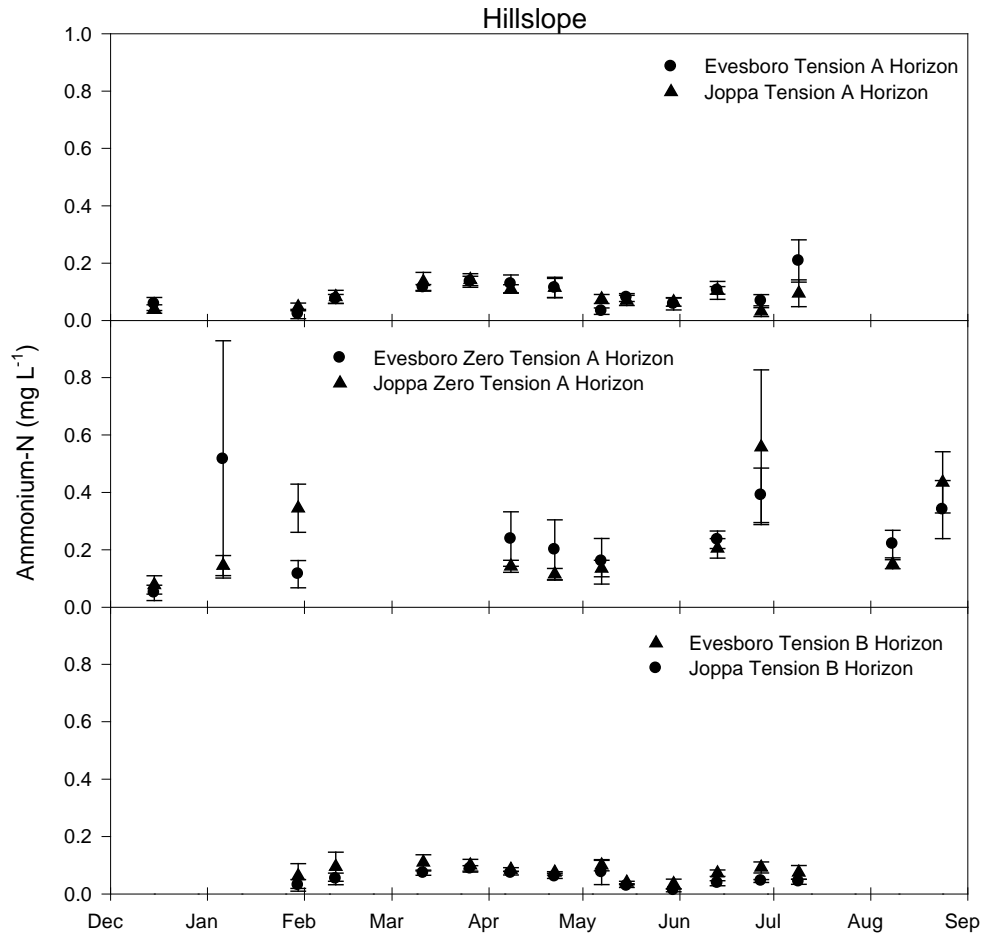 Hillslope
1.0
0.8
0.6
0.4
0.2
0.0
Evesboro Tension A Horizon
Joppa Tension A Horizon
Ammonium-N (mg L⁻¹)
0.8
0.6
0.4
0.2
0.0
Evesboro Zero Tension A Horizon
Joppa Zero Tension A Horizon
0.8
0.6
0.4
0.2
0.0
Evesboro Tension B Horizon
Joppa Tension B Horizon
Dec Jan Feb Mar Apr May Jun Jul Aug Sep